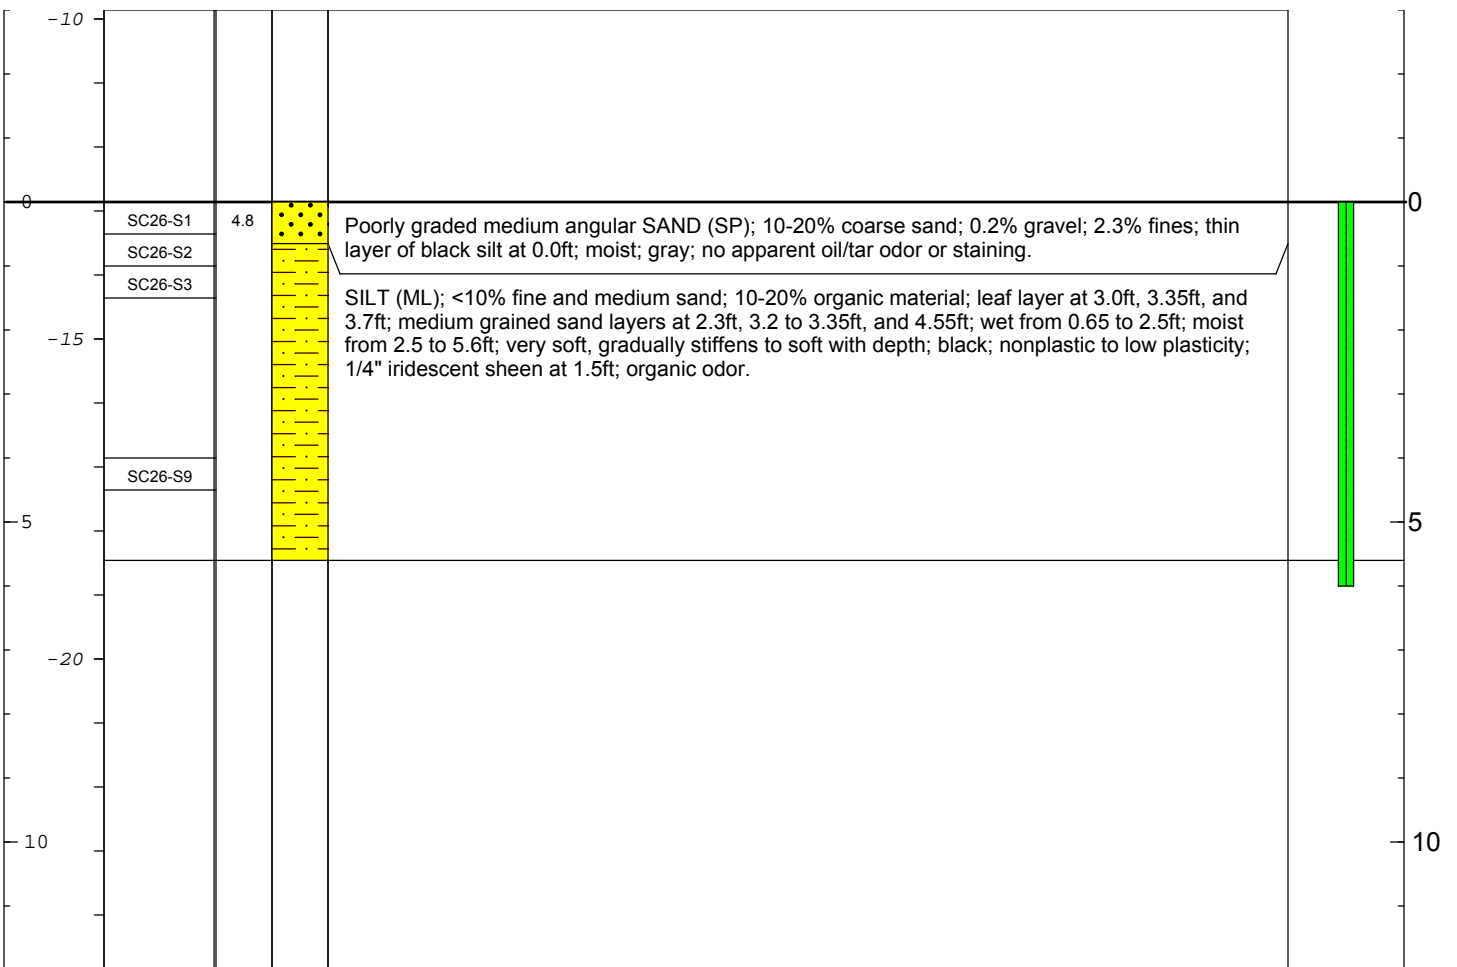 -10
0
0
SC26-S1
4.8
Poorly graded medium angular SAND (SP); 10-20% coarse sand; 0.2% gravel; 2.3% fines; thin
layer of black silt at 0.0ft; moist; gray; no apparent oil/tar odor or staining.
SC26-S2
SC26-S3
SILT (ML); <10% fine and medium sand; 10-20% organic material; leaf layer at 3.0ft, 3.35ft, and
3.7ft; medium grained sand layers at 2.3ft, 3.2 to 3.35ft, and 4.55ft; wet from 0.65 to 2.5ft; moist
from 2.5 to 5.6ft; very soft, gradually stiffens to soft with depth; black; nonplastic to low plasticity;
1/4" iridescent sheen at 1.5ft; organic odor.
-15
SC26-S9
5
5
-20
10
10